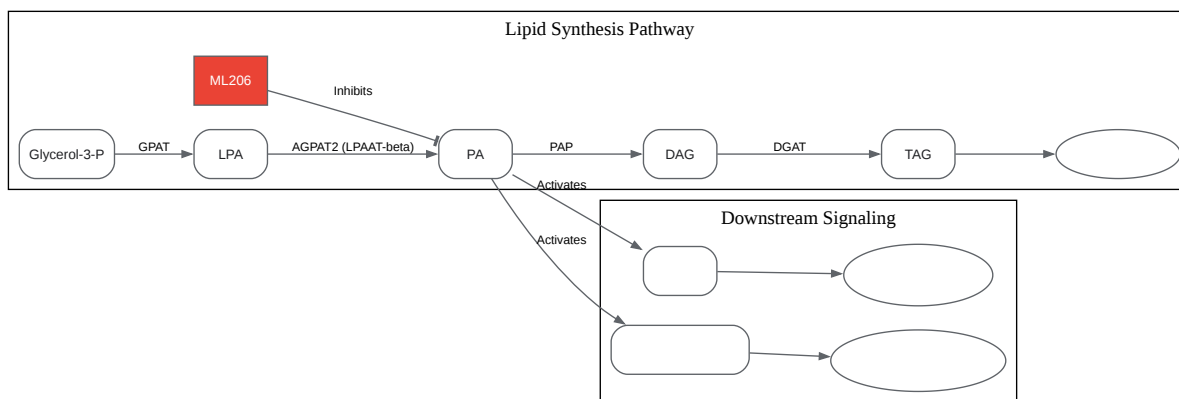 Lipid Synthesis Pathway
ML206
Inhibits
Glycerol-3-P
GPAT
LPA
AGPAT2 (LPAAT-beta)
PA
PAP
DAG
DGAT
TAG
Activates
Downstream Signaling
Activates